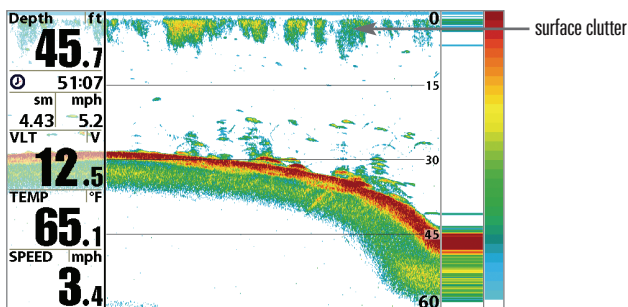 Depth ft
45.7
51:07
sm mph
4.43 5.2
VLT V
12.5
TEMP °F
65.1
SPEED mph
3.4
0
15
30
45
60
surface clutter